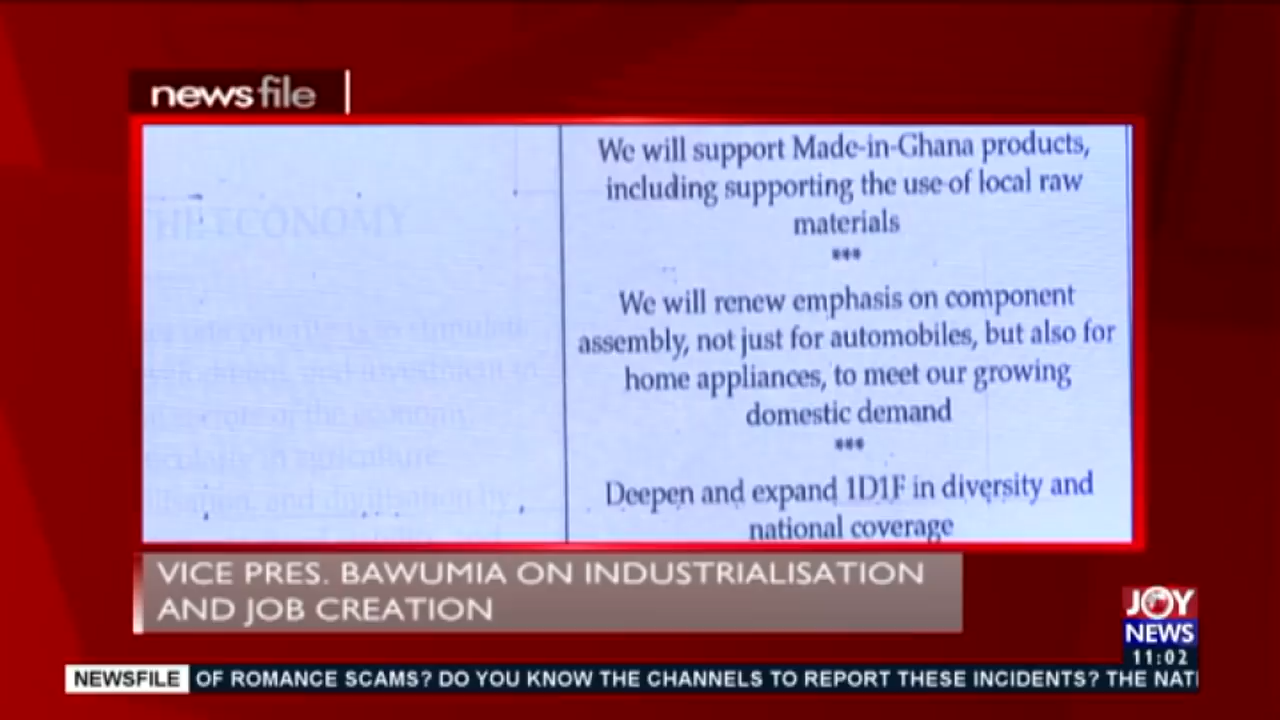 newsfile
THE ECONOMY
We will support Made-in-Ghana products,
including supporting the use of local raw
materials
***
We will renew emphasis on component
assembly, not just for automobiles, but also for
home appliances, to meet our growing
domestic demand
***
Deepen and expand 1D1F in diversity and
national coverage
VICE PRES. BAWUMIA ON INDUSTRIALISATION
AND JOB CREATION
JOY
NEWS
11:02
NEWSFILE OF ROMANCE SCAMS? DO YOU KNOW THE CHANNELS TO REPORT THESE INCIDENTS? THE NATI